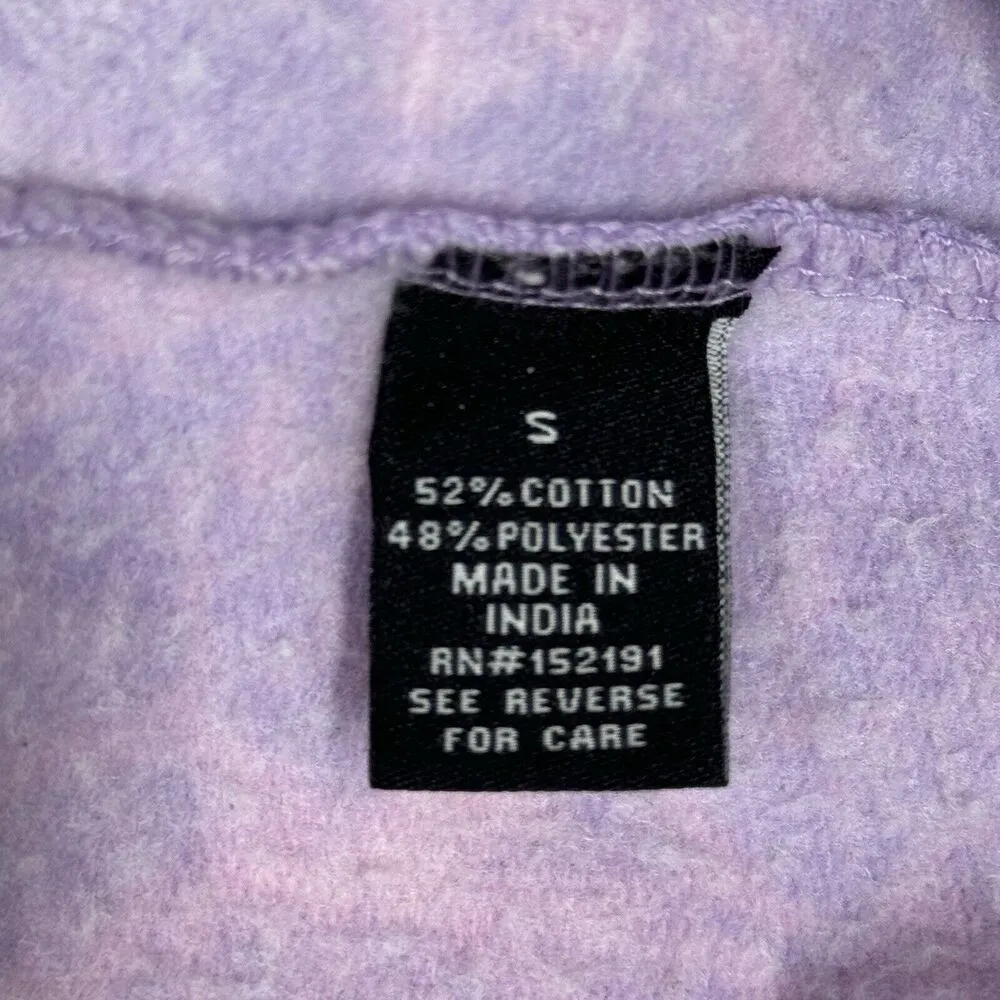 S
52% COTTON
48% POLYESTER
MADE IN
INDIA
RN#152191
SEE REVERSE
FOR CARE